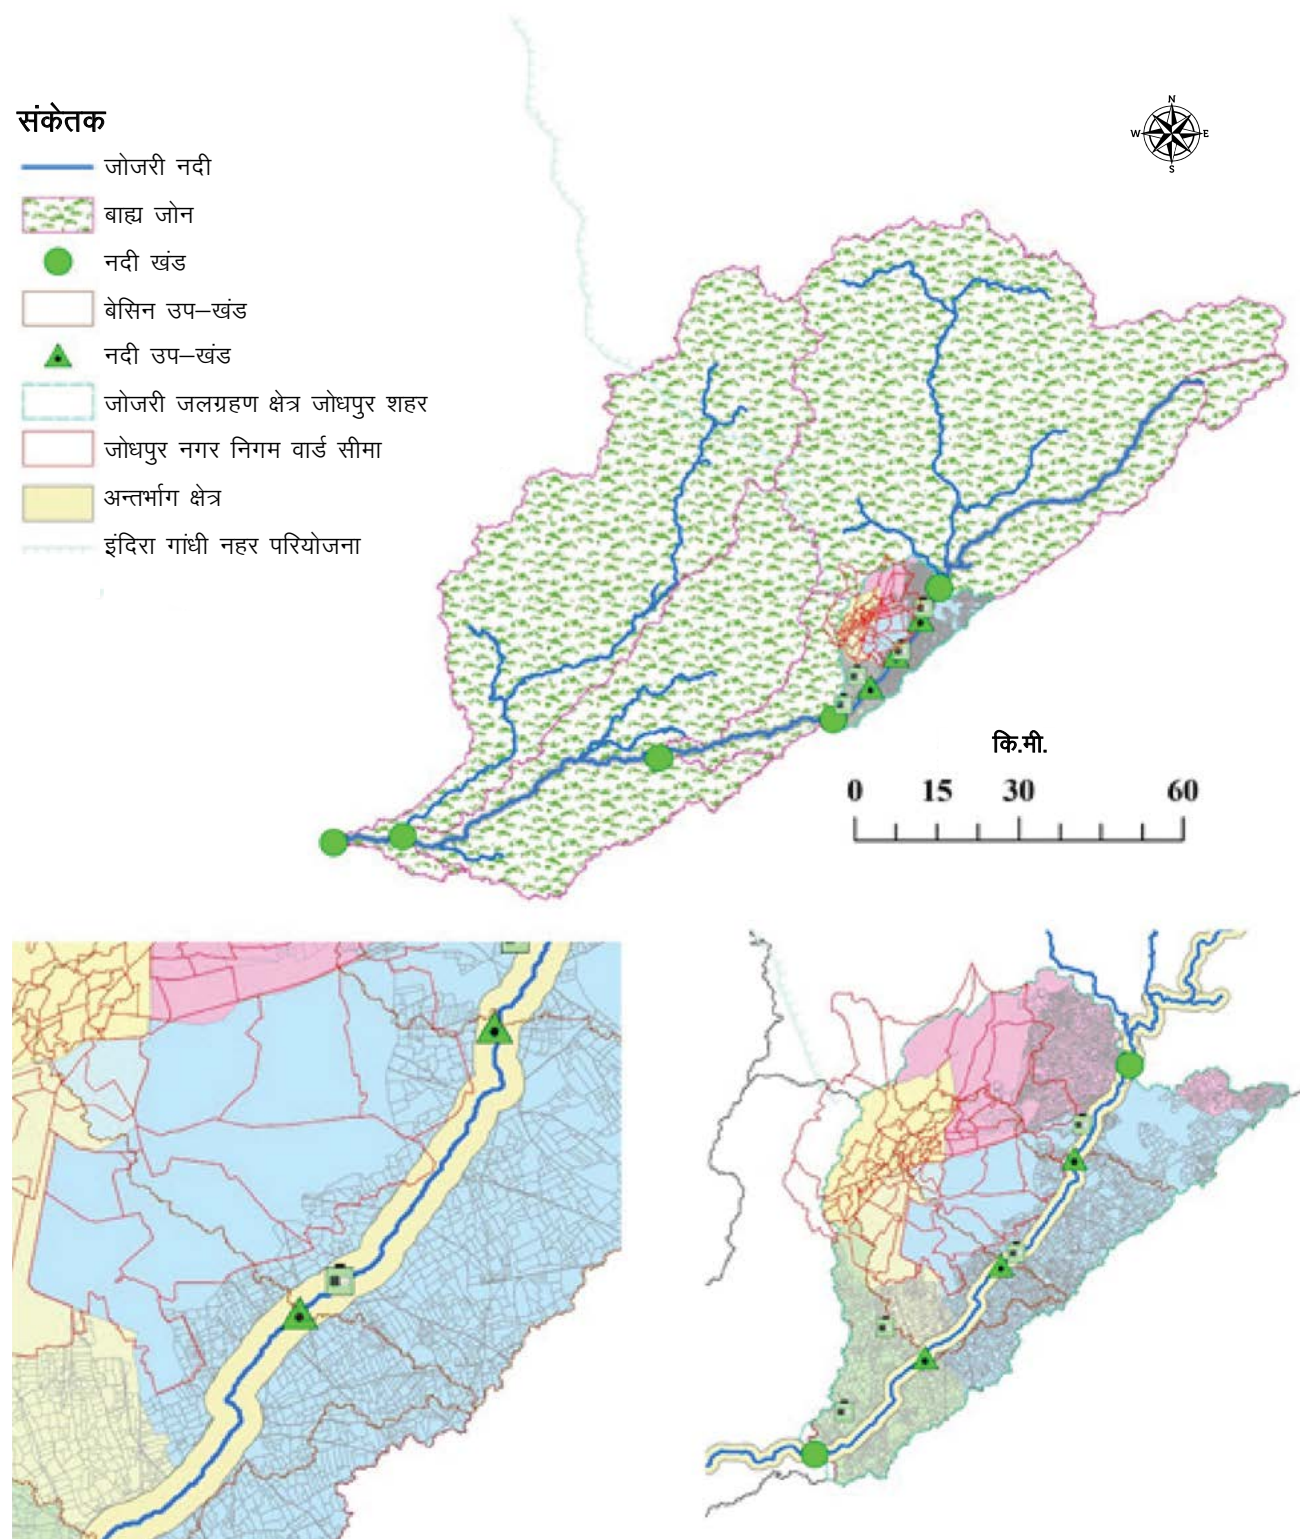 N
W E
S
संकेतक
जोजरी नदी
बाह्य जोन
नदी खंड
बेसिन उप–खंड
नदी उप–खंड
जोजरी जलग्रहण क्षेत्र जोधपुर शहर
जोधपुर नगर निगम वार्ड सीमा
अन्तर्भाग क्षेत्र
इंदिरा गांधी नहर परियोजना
कि.मी.
0 15 30 60